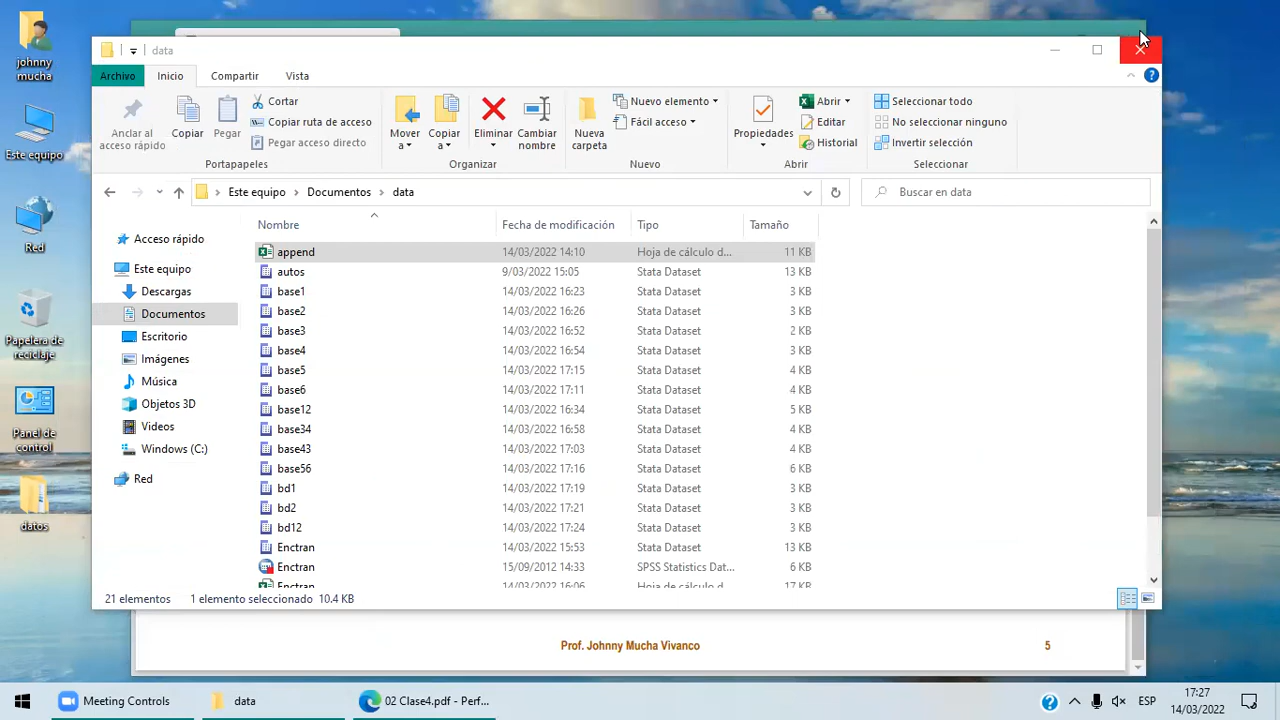 johnny
mucha
Este equipo
Red
Papelera de
reciclaje
Panel de
control
datos
data
Archivo Inicio Compartir Vista
Anclar al
acceso rápido
Copiar
Pegar
Cortar
Copiar ruta de acceso
Pegar acceso directo
Portapapeles
Mover
a
Copiar
a
Eliminar
Cambiar
nombre
Organizar
Nueva
carpeta
Nuevo elemento
Fácil acceso
Nuevo
Propiedades
Abrir
Editar
Historial
Abrir
Seleccionar todo
No seleccionar ninguno
Invertir selección
Seleccionar
Este equipo Documentos data
Buscar en data
Acceso rápido
Este equipo
Descargas
Documentos
Escritorio
Imágenes
Música
Objetos 3D
Videos
Windows (C:)
Red
Nombre Fecha de modificación Tipo Tamaño
append 14/03/2022 14:10 Hoja de cálculo d... 11 KB
autos 9/03/2022 15:05 Stata Dataset 13 KB
base1 14/03/2022 16:23 Stata Dataset 3 KB
base2 14/03/2022 16:26 Stata Dataset 3 KB
base3 14/03/2022 16:52 Stata Dataset 2 KB
base4 14/03/2022 16:54 Stata Dataset 3 KB
base5 14/03/2022 17:15 Stata Dataset 4 KB
base6 14/03/2022 17:11 Stata Dataset 4 KB
base12 14/03/2022 16:34 Stata Dataset 5 KB
base34 14/03/2022 16:58 Stata Dataset 4 KB
base43 14/03/2022 17:03 Stata Dataset 4 KB
base56 14/03/2022 17:16 Stata Dataset 6 KB
bd1 14/03/2022 17:19 Stata Dataset 3 KB
bd2 14/03/2022 17:21 Stata Dataset 3 KB
bd12 14/03/2022 17:24 Stata Dataset 3 KB
Enctran 14/03/2022 15:53 Stata Dataset 13 KB
Enctran 15/09/2012 14:33 SPSS Statistics Dat... 6 KB
Enctran 14/03/2022 16:06 Hoja de cálculo d... 17 KB
21 elementos 1 elemento seleccionado 10.4 KB
Prof. Johnny Mucha Vivanco 5
Meeting Controls
data
02 Clase4.pdf - Perf...
ESP
17:27
14/03/2022